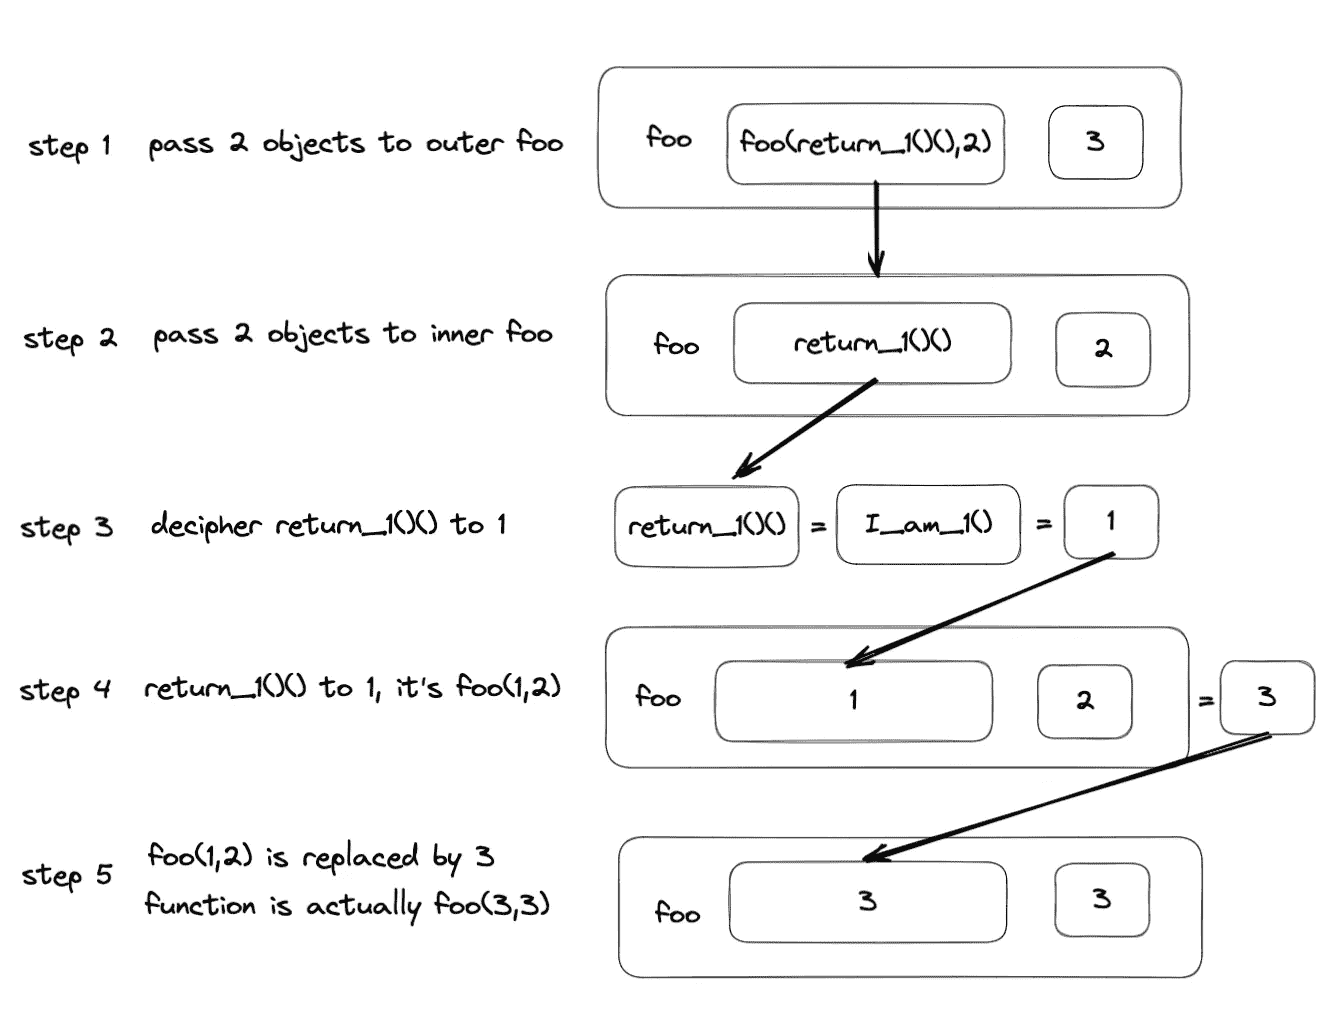 step 1 pass 2 objects to outer foo
foo foo(return_1()(),2) 3
step 2 pass 2 objects to inner foo
foo return_1()() 2
step 3 decipher return_1()() to 1
return_1()() = I_am_1() = 1
step 4 return_1()() to 1, it's foo(1,2)
foo 1 2 = 3
step 5 foo(1,2) is replaced by 3
function is actually foo(3,3)
foo 3 3